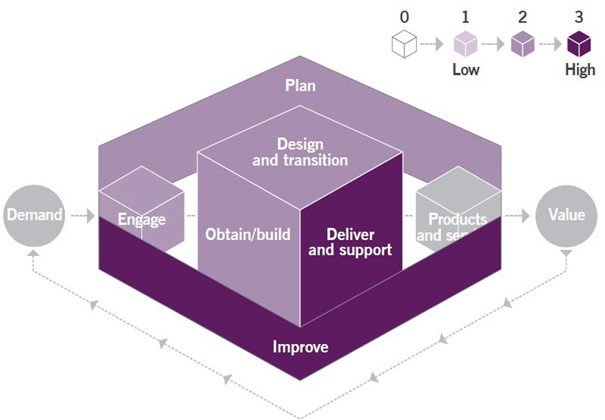 0 1 2 3
Low High
Plan
Design
and transition
Demand
Engage
Obtain/build
Deliver
and support
Products
and ser
Value
Improve